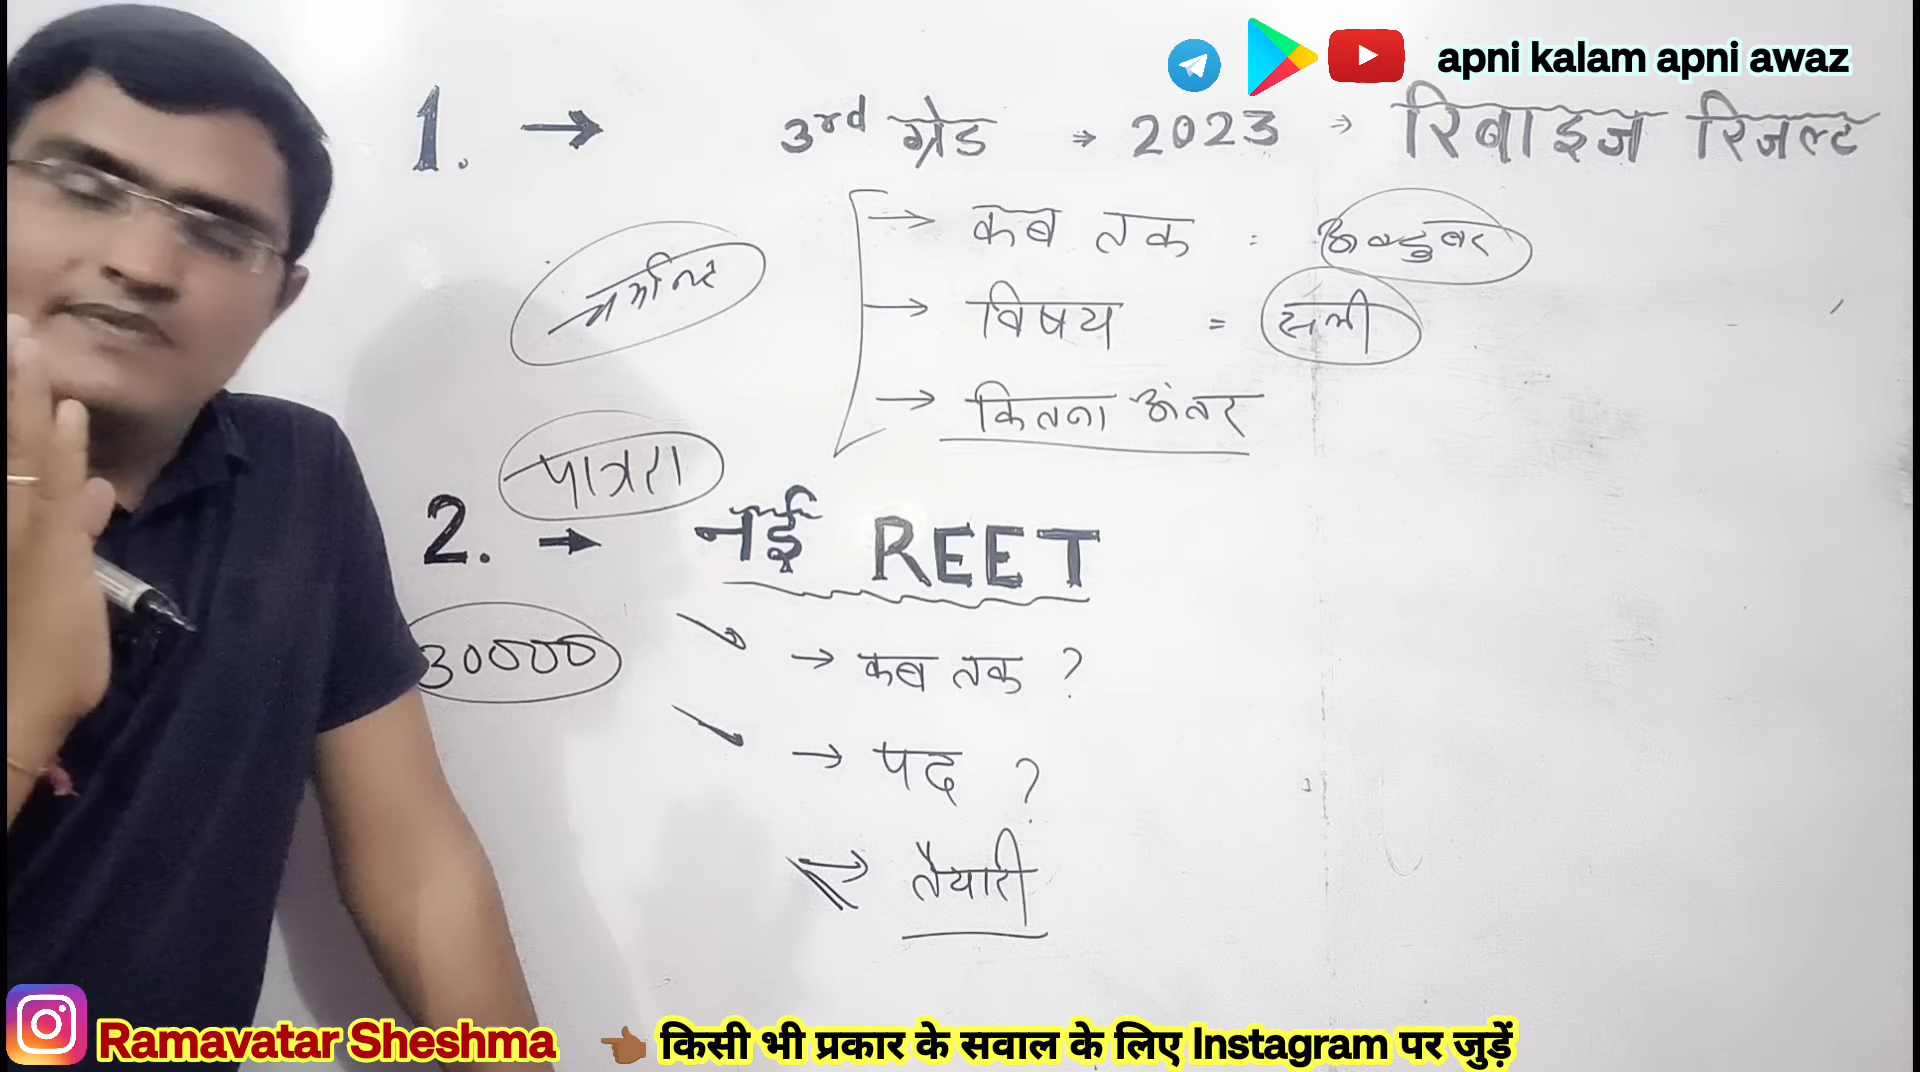 apni kalam apni awaz
1. → 3rd ग्रेड → 2023 → रिवाइज रिजल्ट
→ कब तक = अक्टुबर
→ विषय = सभी
→ कितना अंतर
पात्रता
2. → नई REET
30000
→ कब तक ?
→ पद ?
→ तैयारी
Ramavatar Sheshma 👈🏾 किसी भी प्रकार के सवाल के लिए Instagram पर जुड़ें